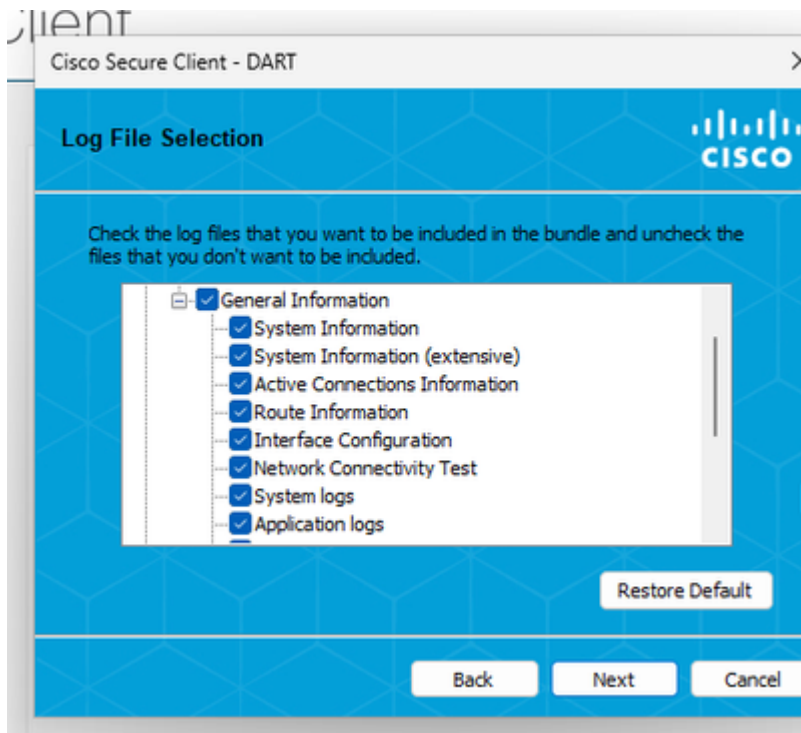 Client
Cisco Secure Client - DART
Log File Selection
CISCO
Check the log files that you want to be included in the bundle and uncheck the
files that you don't want to be included.
General Information
System Information
System Information (extensive)
Active Connections Information
Route Information
Interface Configuration
Network Connectivity Test
System logs
Application logs
Restore Default
Back
Next
Cancel